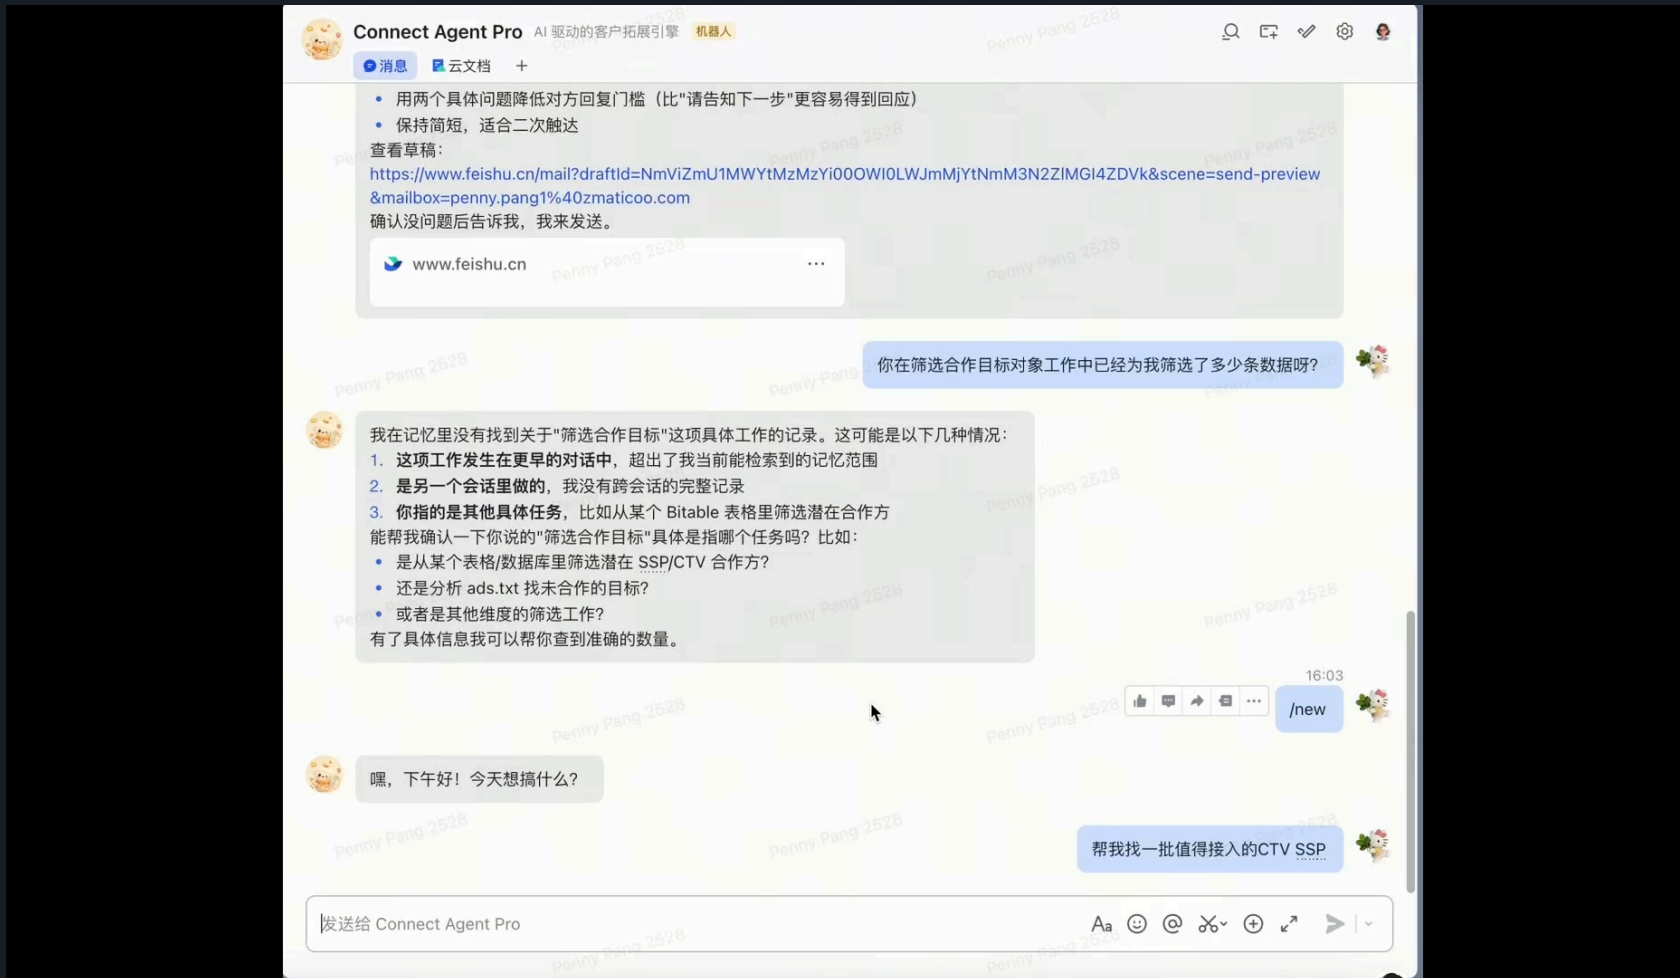 Connect Agent Pro AI 驱动的客户拓展引擎 机器人
消息 云文档 +
• 用两个具体问题降低对方回复门槛（比"请告知下一步"更容易得到回应）
• 保持简短，适合二次触达
查看草稿：
https://www.feishu.cn/mail?draftId=NmViZmU1MWYtMzMzYi00OWI0LWJmMjYtNmM3N2ZlMGI4ZDVk&scene=send-preview
&mailbox=penny.pang1%40zmaticoo.com
确认没问题后告诉我，我来发送。
www.feishu.cn
你在筛选合作目标对象工作中已经为我筛选了多少条数据呀？
我在记忆里没有找到关于"筛选合作目标"这项具体工作的记录。这可能是以下几种情况：
1. 这项工作发生在更早的对话中，超出了我当前能检索到的记忆范围
2. 是另一个会话里做的，我没有跨会话的完整记录
3. 你指的是其他具体任务，比如从某个 Bitable 表格里筛选潜在合作方
能帮我确认一下你说的"筛选合作目标"具体是指哪个任务吗？比如：
• 是从某个表格/数据库里筛选潜在 SSP/CTV 合作方？
• 还是分析 ads.txt 找未合作的目标？
• 或者是其他维度的筛选工作？
有了具体信息我可以帮你查到准确的数量。
16:03
/new
嘿，下午好！今天想搞什么？
帮我找一批值得接入的CTV SSP
发送给 Connect Agent Pro
Aa
Penny Pang 2528